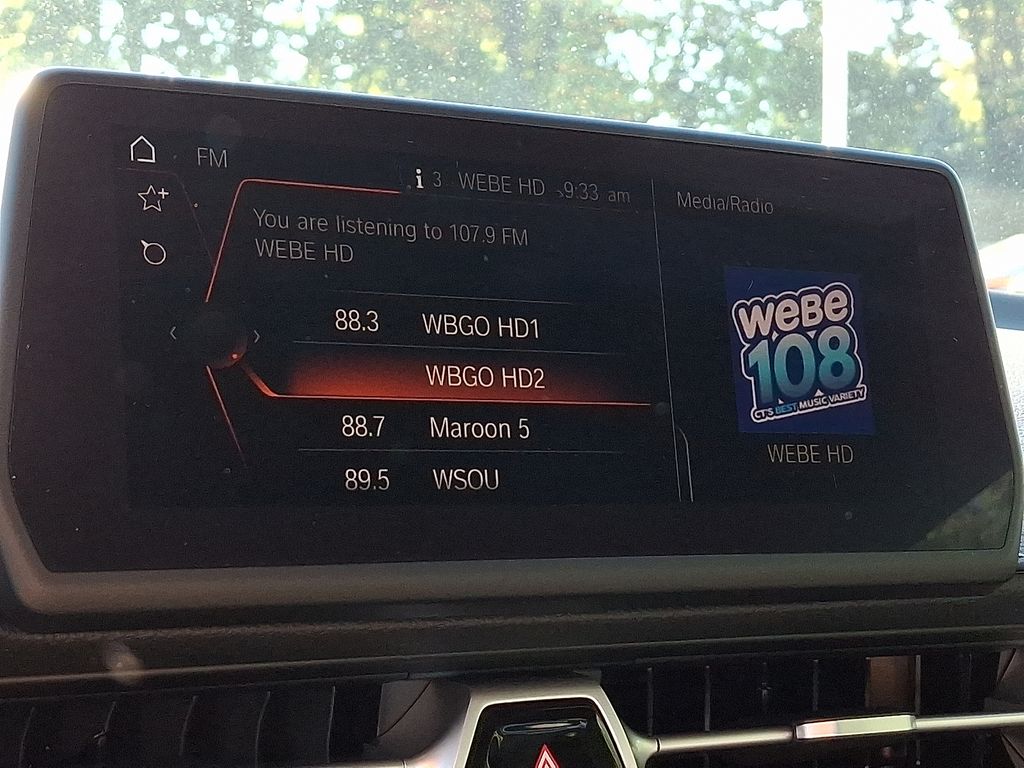 FM
3 WEBE HD 9:33 am
Media/Radio
You are listening to 107.9 FM
WEBE HD
88.3 WBGO HD1
WBGO HD2
88.7 Maroon 5
89.5 WSOU
WEBE
108
CT'S BEST MUSIC VARIETY
WEBE HD